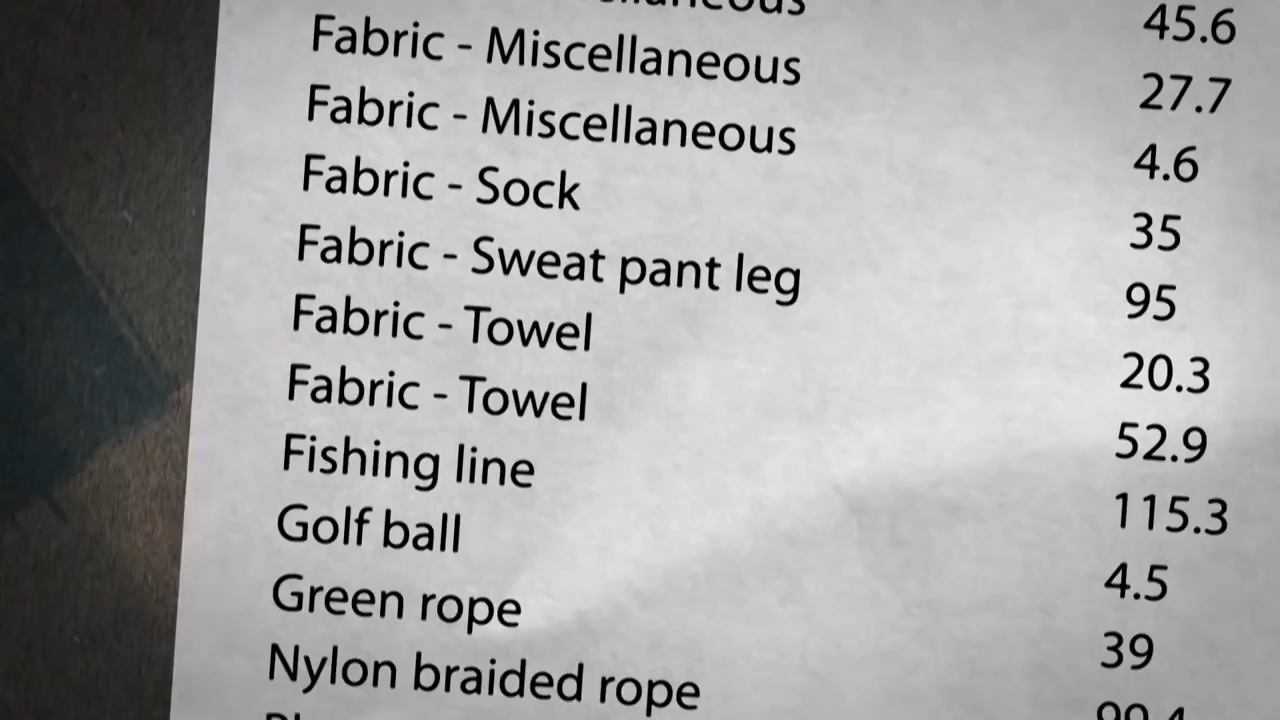 45.6
Fabric - Miscellaneous 27.7
Fabric - Miscellaneous 4.6
Fabric - Sock 35
Fabric - Sweat pant leg 95
Fabric - Towel 20.3
Fabric - Towel 52.9
Fishing line 115.3
Golf ball 4.5
Green rope 39
Nylon braided rope